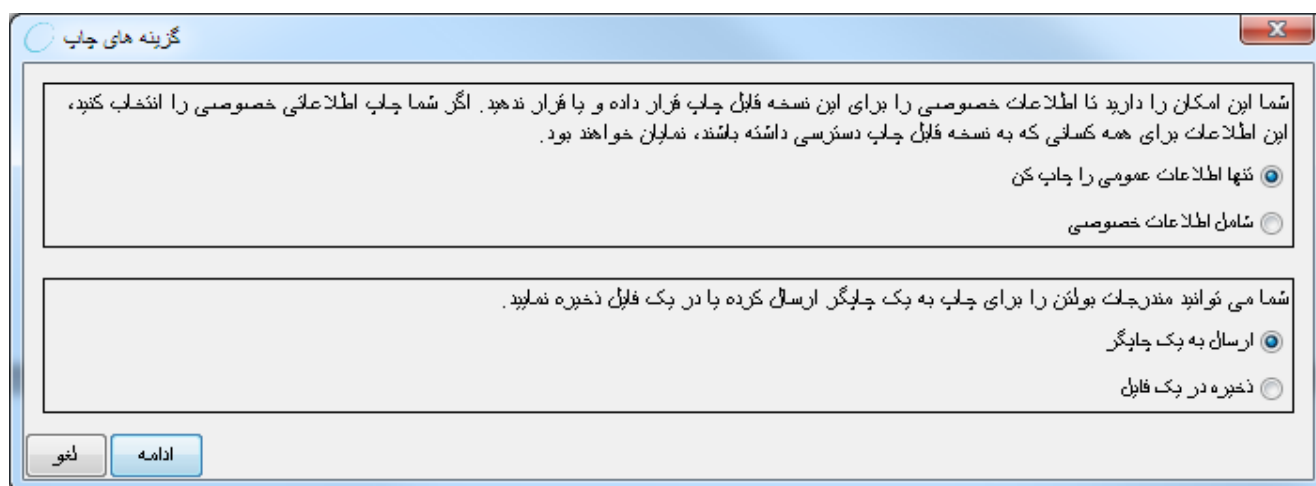 گزینه های چاپ
شما این امکان را دارید تا اطلاعات خصوصی را برای این نسخه قابل چاپ قرار داده و یا قرار ندهید. اگر شما چاپ اطلاعاتی خصوصی را انتخاب کنید،
این اطلاعات برای همه کسانی که به نسخه قابل چاپ دسترسی داشته باشند، نمایان خواهند بود.
تنها اطلاعات عمومی را چاپ کن
شامل اطلاعات خصوصی
شما می توانید مندرجات بولتن را برای چاپ به یک چاپگر ارسال کرده یا در یک فایل ذخیره نمایید.
ارسال به یک چاپگر
ذخیره در یک فایل
ادامه لغو